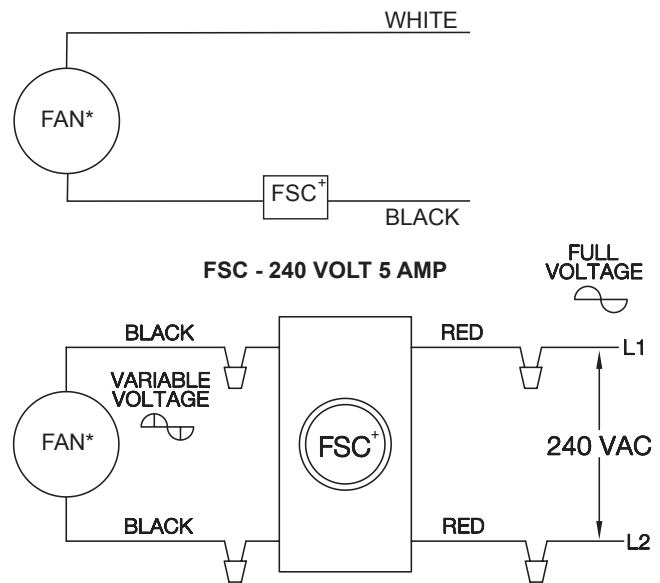 WHITE
FAN*
FSC+
BLACK
FSC - 240 VOLT 5 AMP
FULL
VOLTAGE
BLACK
RED
L1
VARIABLE
VOLTAGE
FAN*
FSC+
240 VAC
BLACK
RED
L2